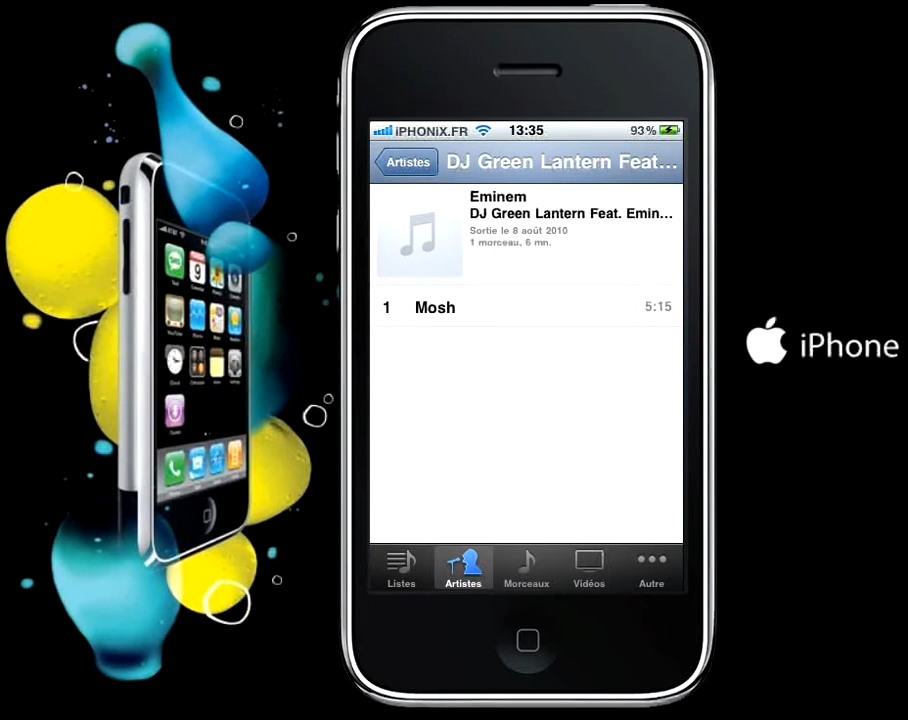 iPHONiX.FR 13:35 93%
Artistes DJ Green Lantern Feat...
Eminem
DJ Green Lantern Feat. Emin...
Sortie le 8 août 2010
1 morceau, 6 mn.
1 Mosh 5:15
Listes Artistes Morceaux Vidéos Autre
iPhone